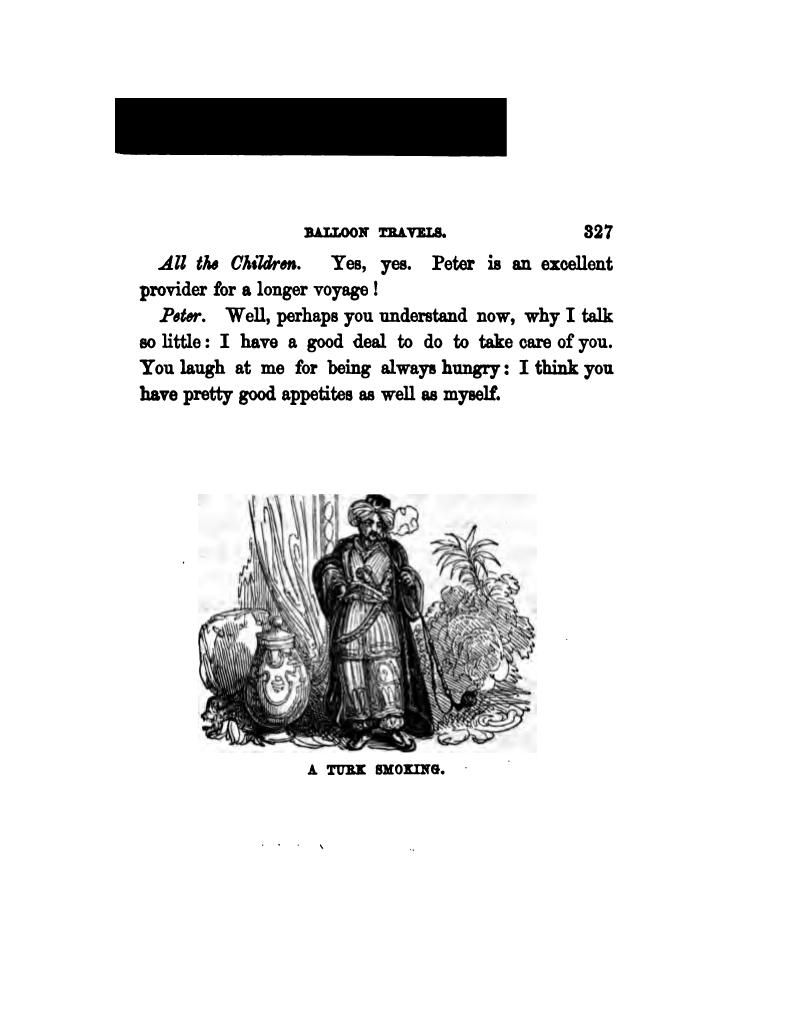 BALLOON TRAVELS. 327
All the Children. Yes, yes. Peter is an excellent
provider for a longer voyage !
Peter. Well, perhaps you understand now, why I talk
so little : I have a good deal to do to take care of you.
You laugh at me for being always hungry : I think you
have pretty good appetites as well as myself.
A TURK SMOKING.